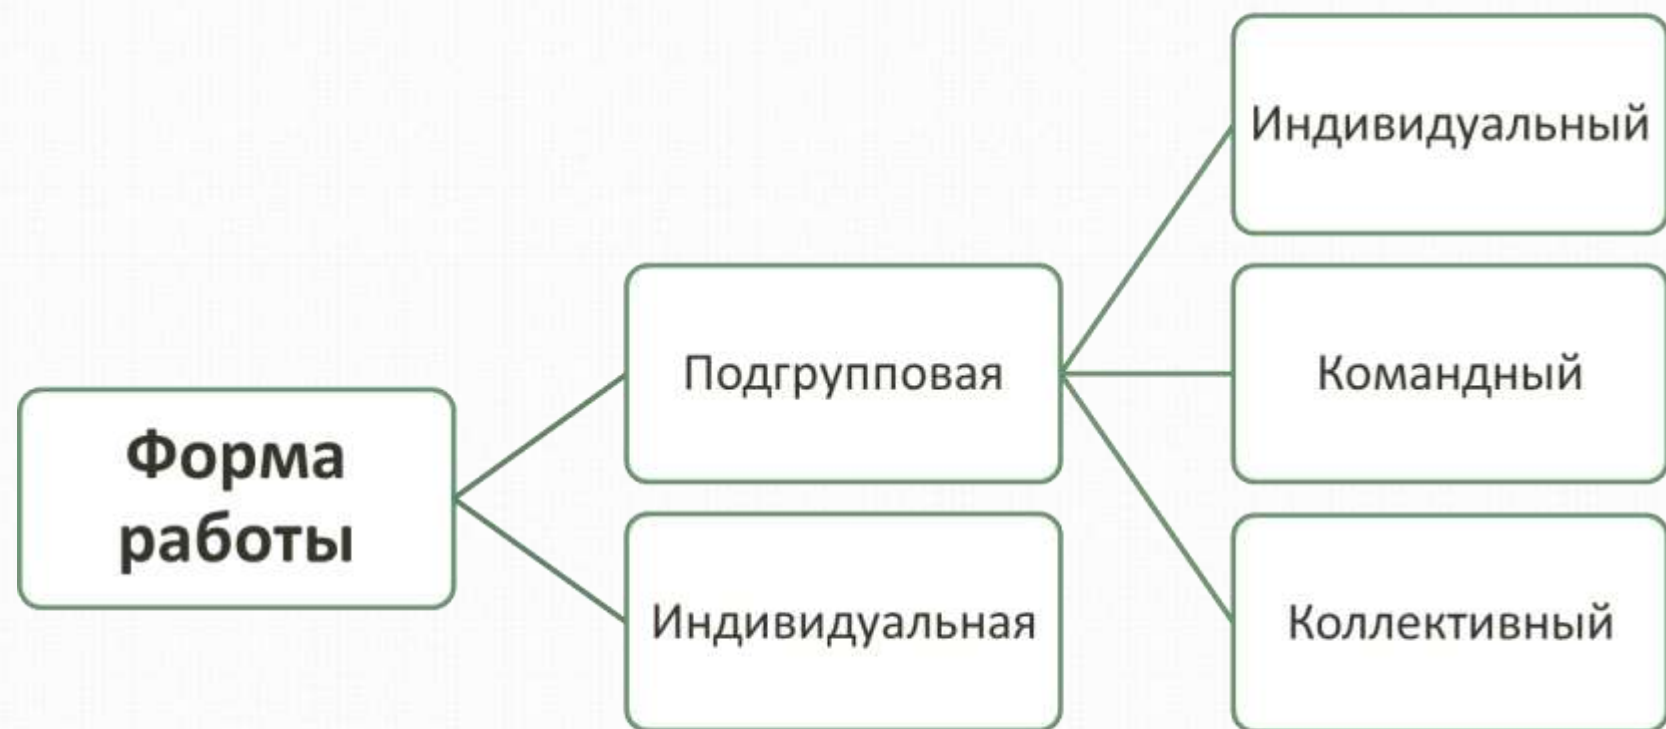 Форма
работы
Подгрупповая
Индивидуальная
Индивидуальный
Командный
Коллективный